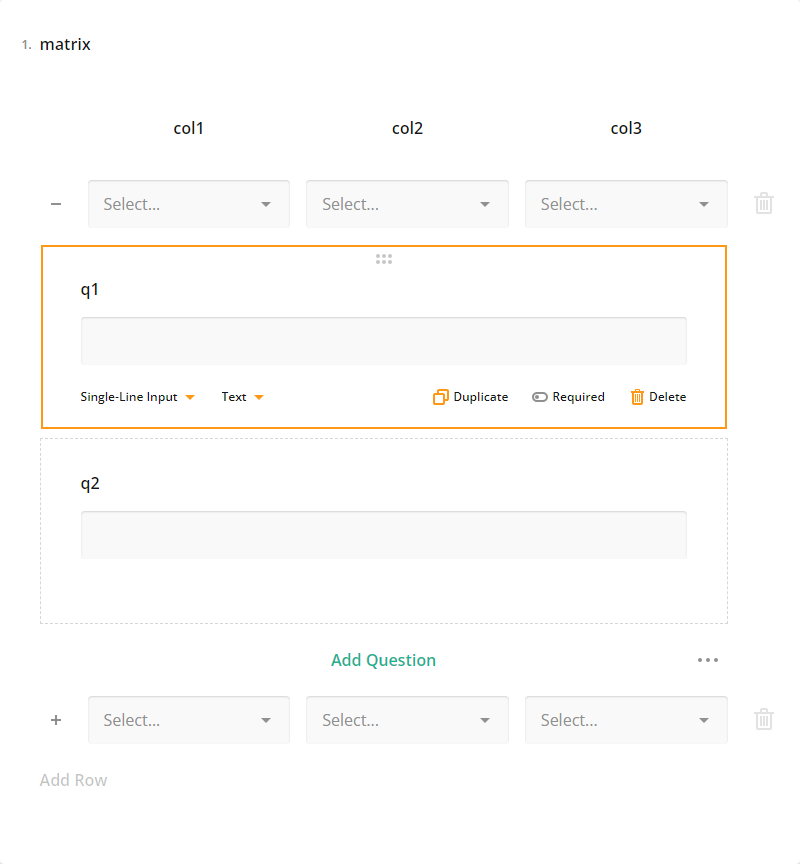 1. matrix
col1 col2 col3
Select... Select... Select...
q1
Single-Line Input Text Duplicate Required Delete
q2
Add Question
Select... Select... Select...
Add Row